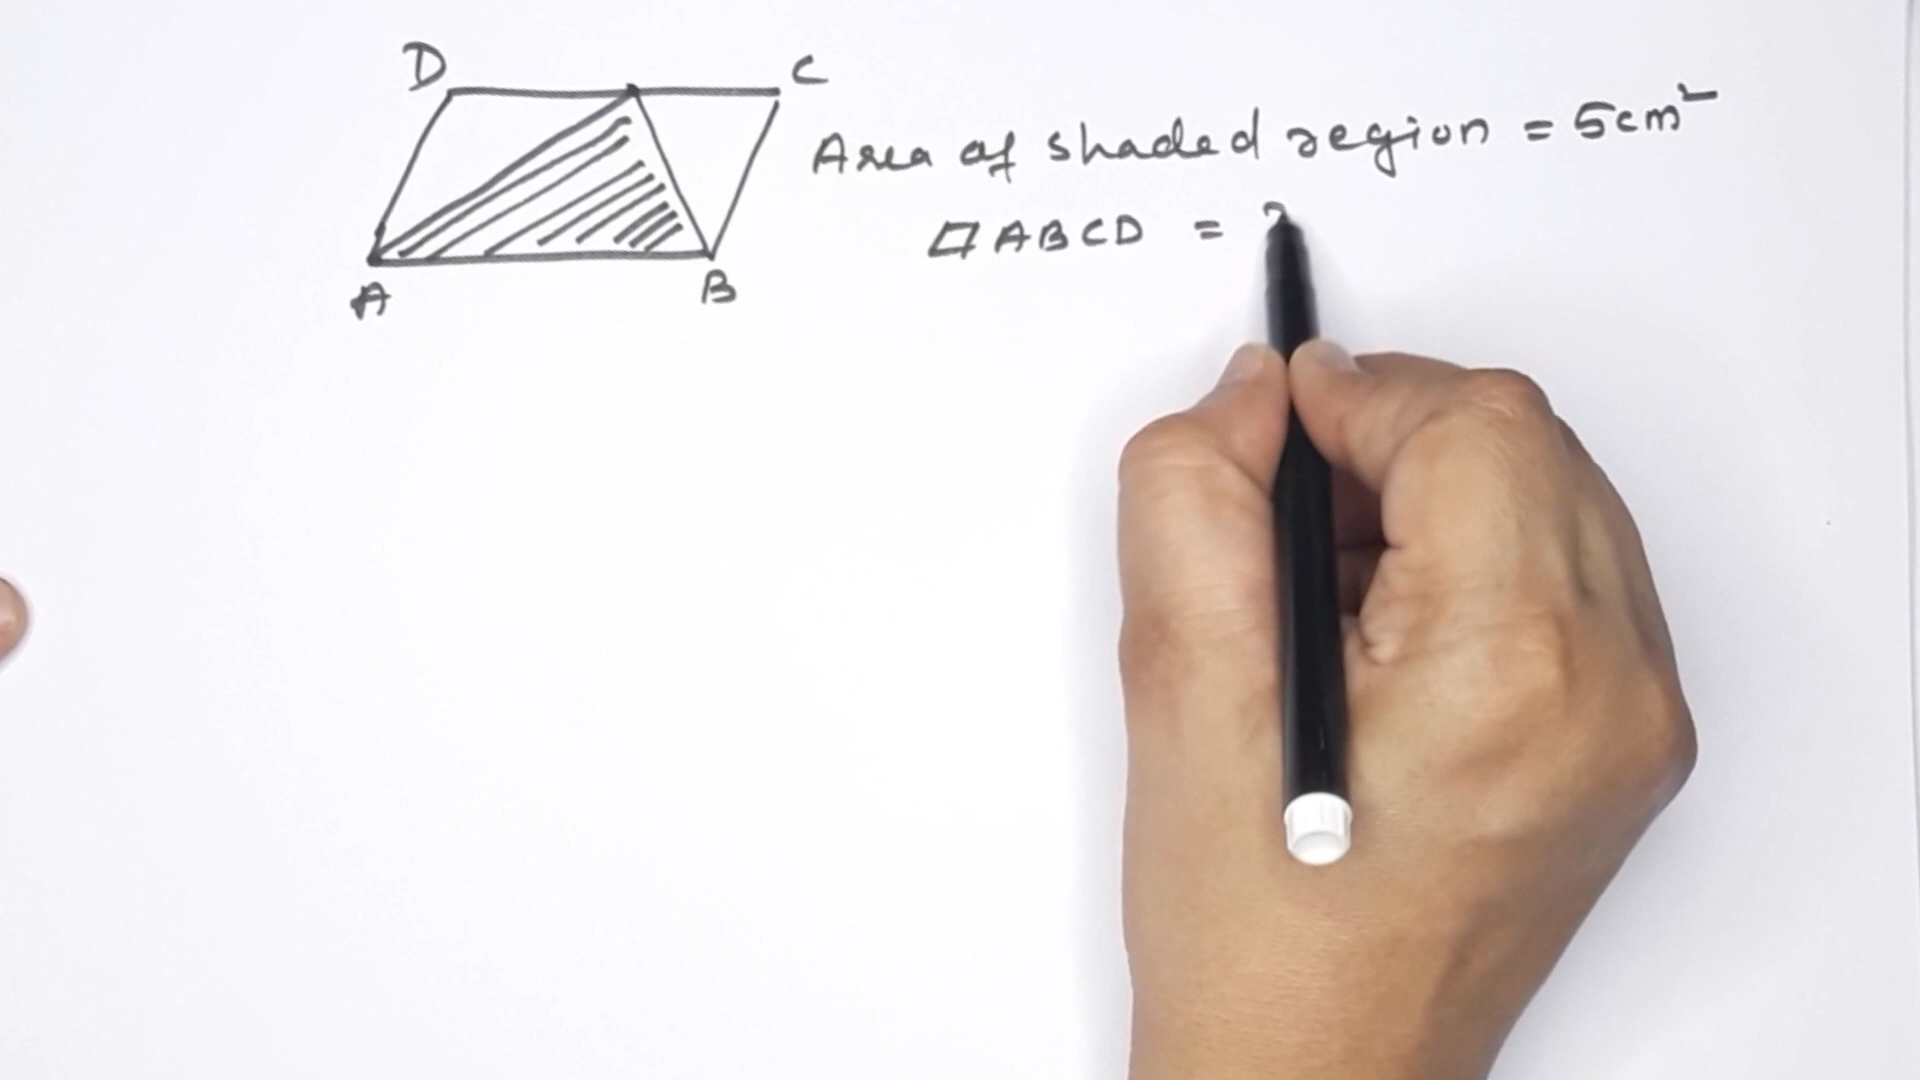 D C
Area of shaded region = 5cm²
▱ ABCD = ?
A B